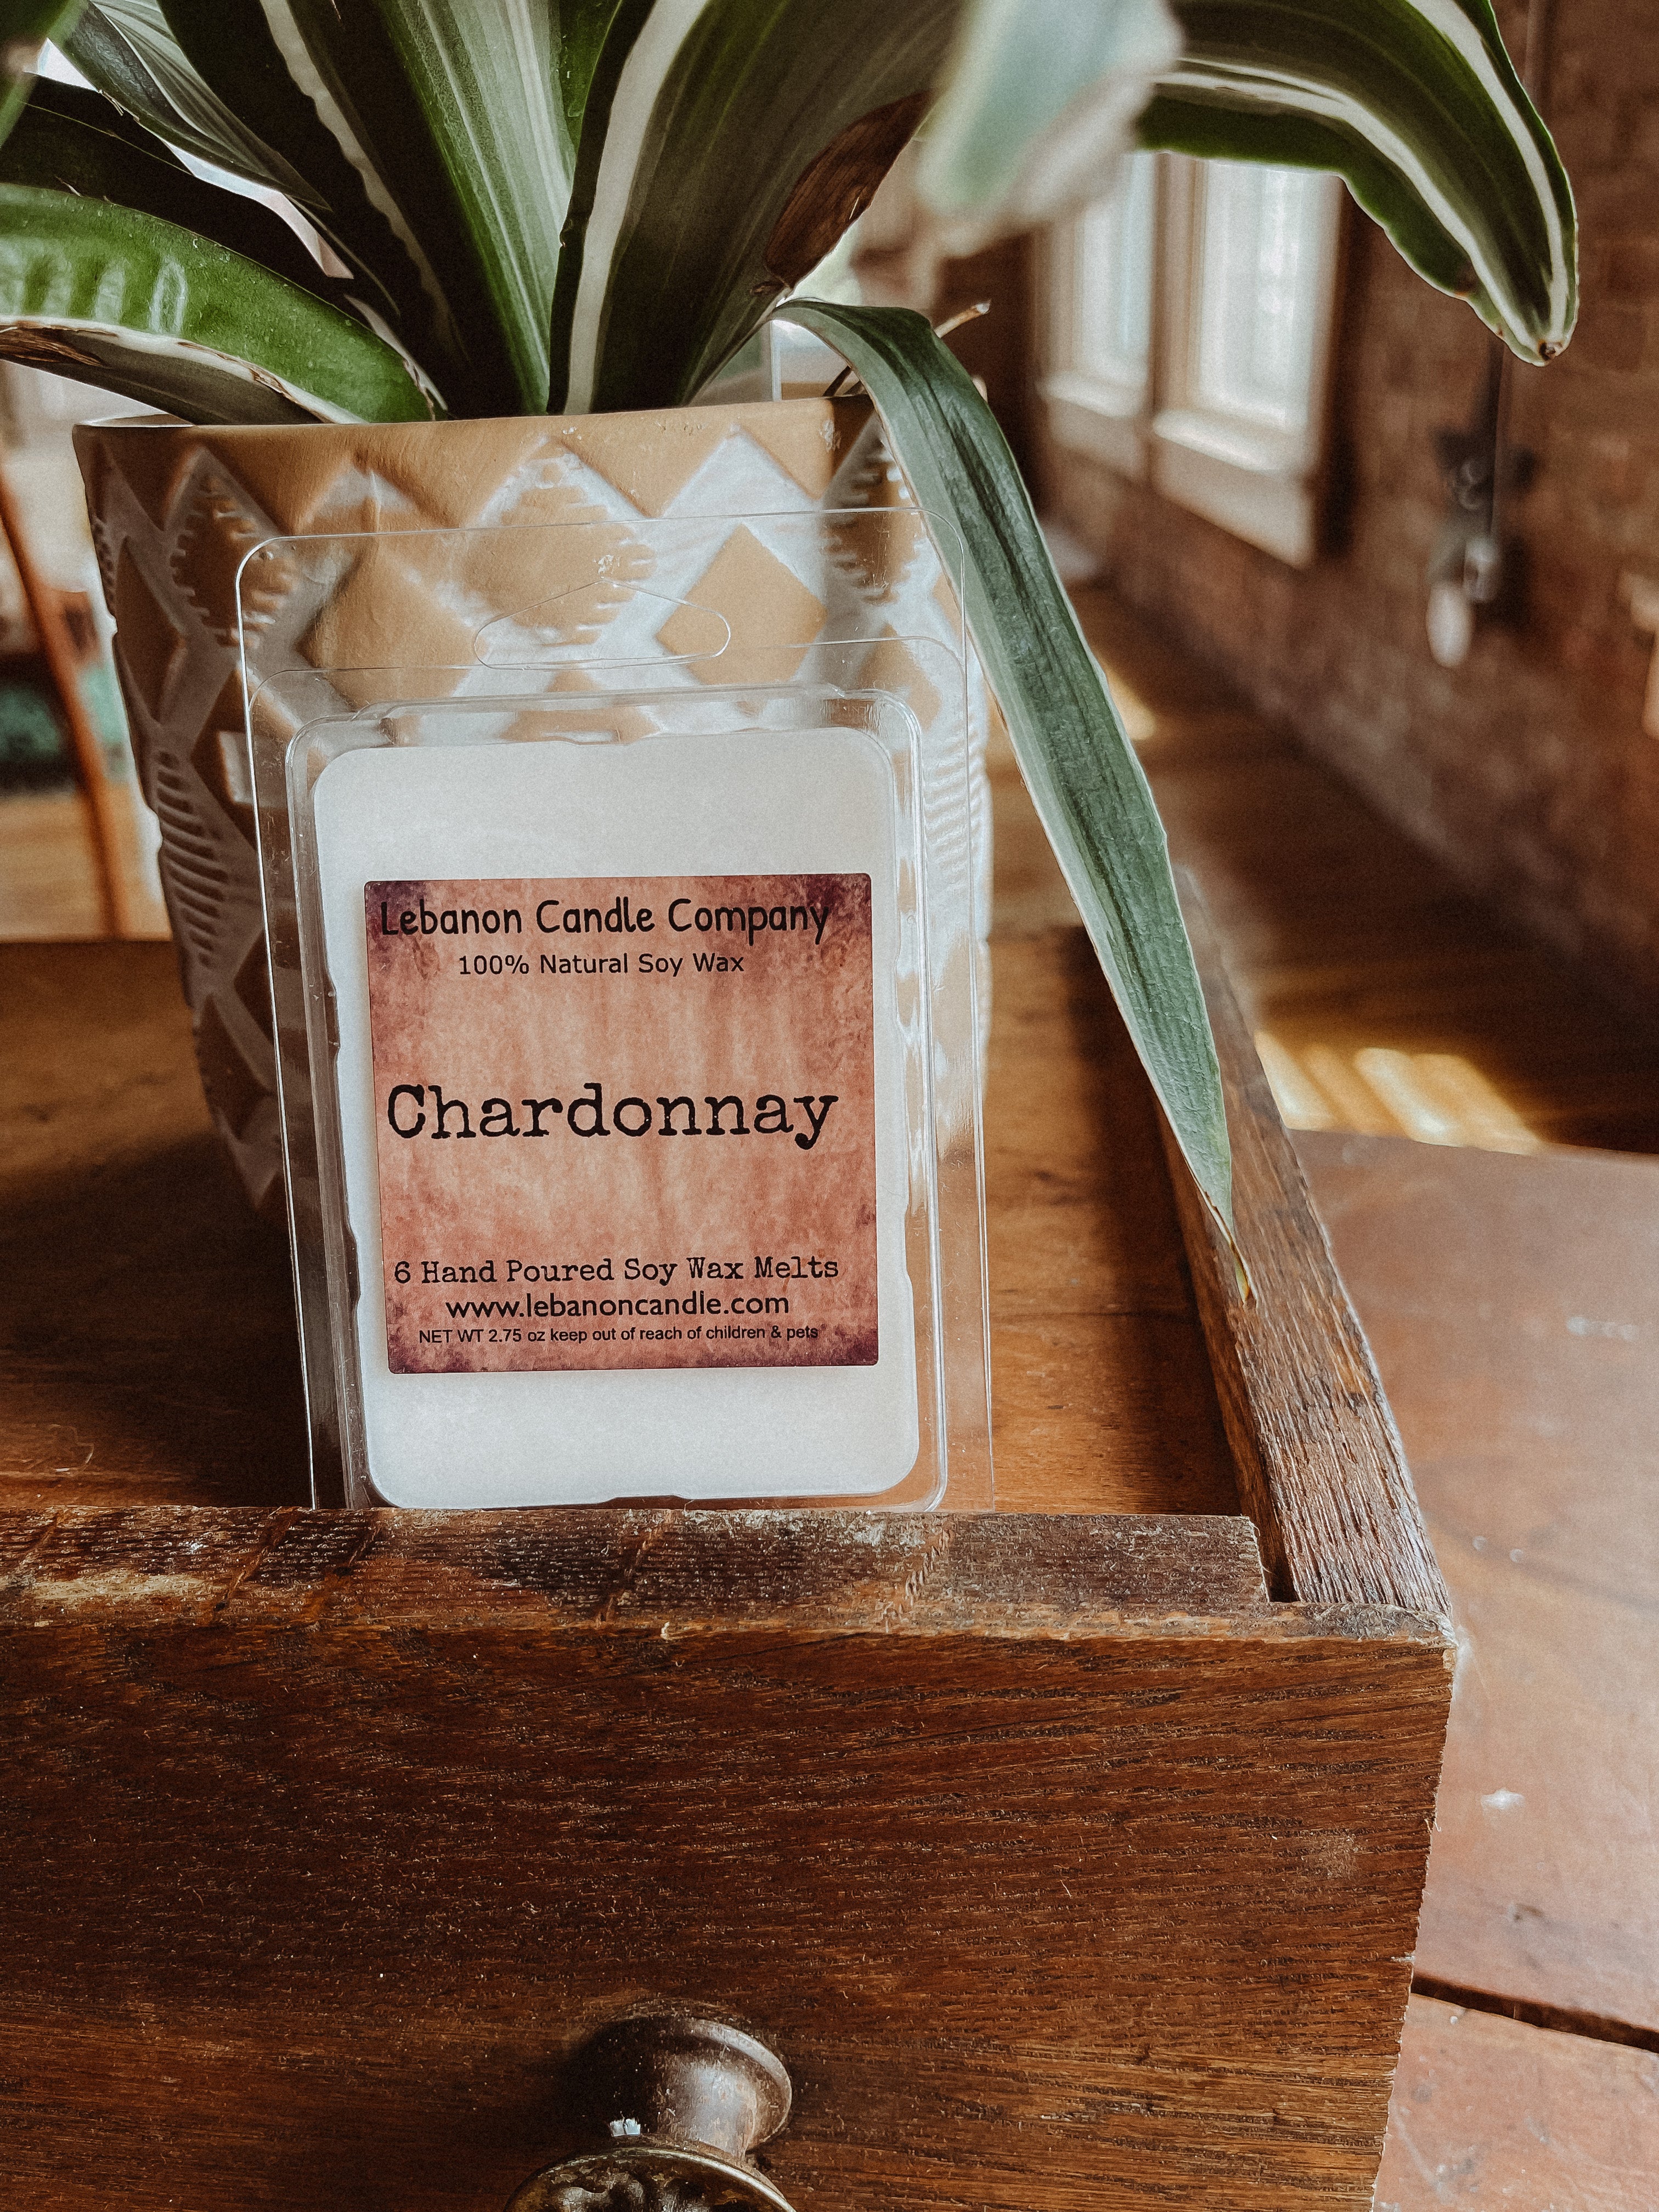 Lebanon Candle Company
100% Natural Soy Wax
Chardonnay
6 Hand Poured Soy Wax Melts
www.lebanoncandle.com
NET WT 2.75 oz keep out of reach of children & pets